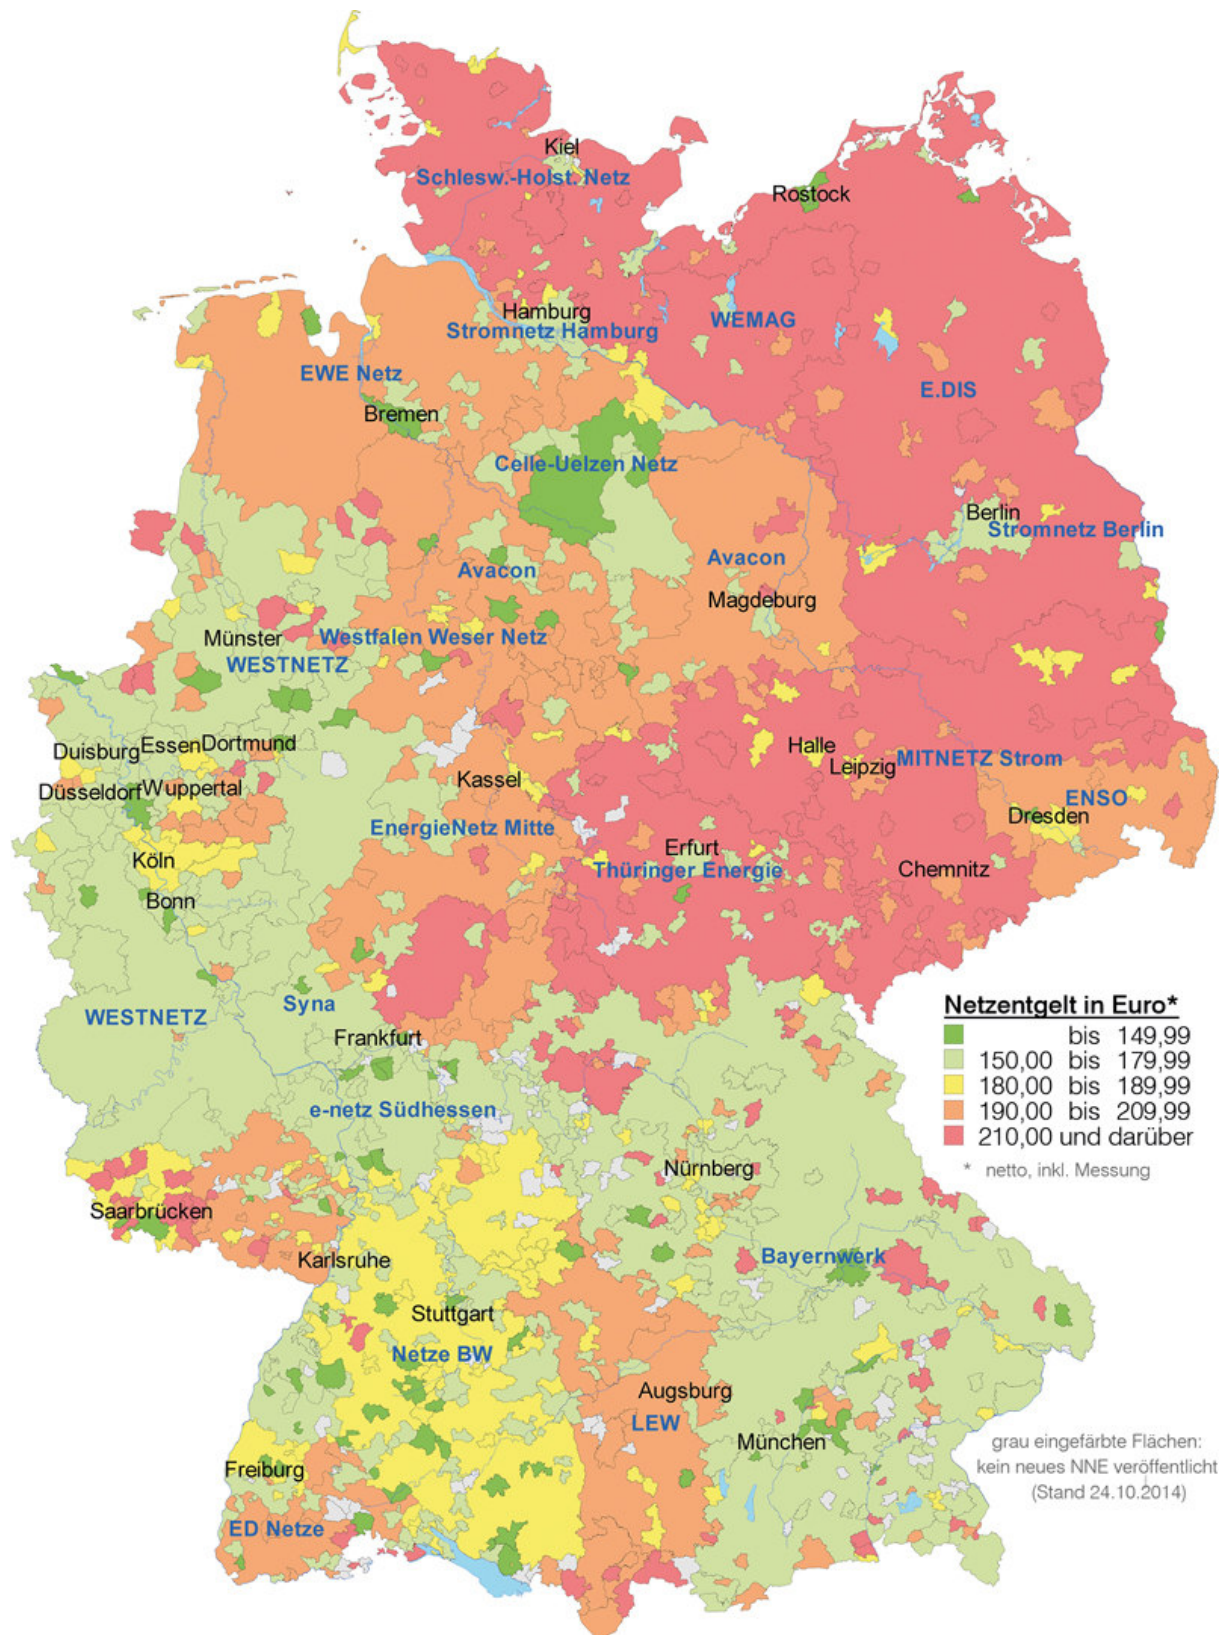 Kiel
Schlesw.-Holst. Netz
Rostock
Hamburg
Stromnetz Hamburg
WEMAG
EWE Netz
E.DIS
Bremen
Celle-Uelzen Netz
Berlin
Stromnetz Berlin
Avacon
Avacon
Magdeburg
Münster
Westfalen Weser Netz
WESTNETZ
Duisburg
Essen
Dortmund
Halle
Leipzig
MITNETZ Strom
Kassel
Düsseldorf
Wuppertal
ENSO
Dresden
EnergieNetz Mitte
Köln
Erfurt
Thüringer Energie
Chemnitz
Bonn
Syna
WESTNETZ
Frankfurt
Netzentgelt in Euro*
bis 149,99
150,00 bis 179,99
180,00 bis 189,99
190,00 bis 209,99
210,00 und darüber
* netto, inkl. Messung
e-netz Südhessen
Nürnberg
Saarbrücken
Karlsruhe
Bayernwerk
Stuttgart
Netze BW
Augsburg
LEW
München
grau eingefärbte Flächen:
kein neues NNE veröffentlicht
(Stand 24.10.2014)
Freiburg
ED Netze